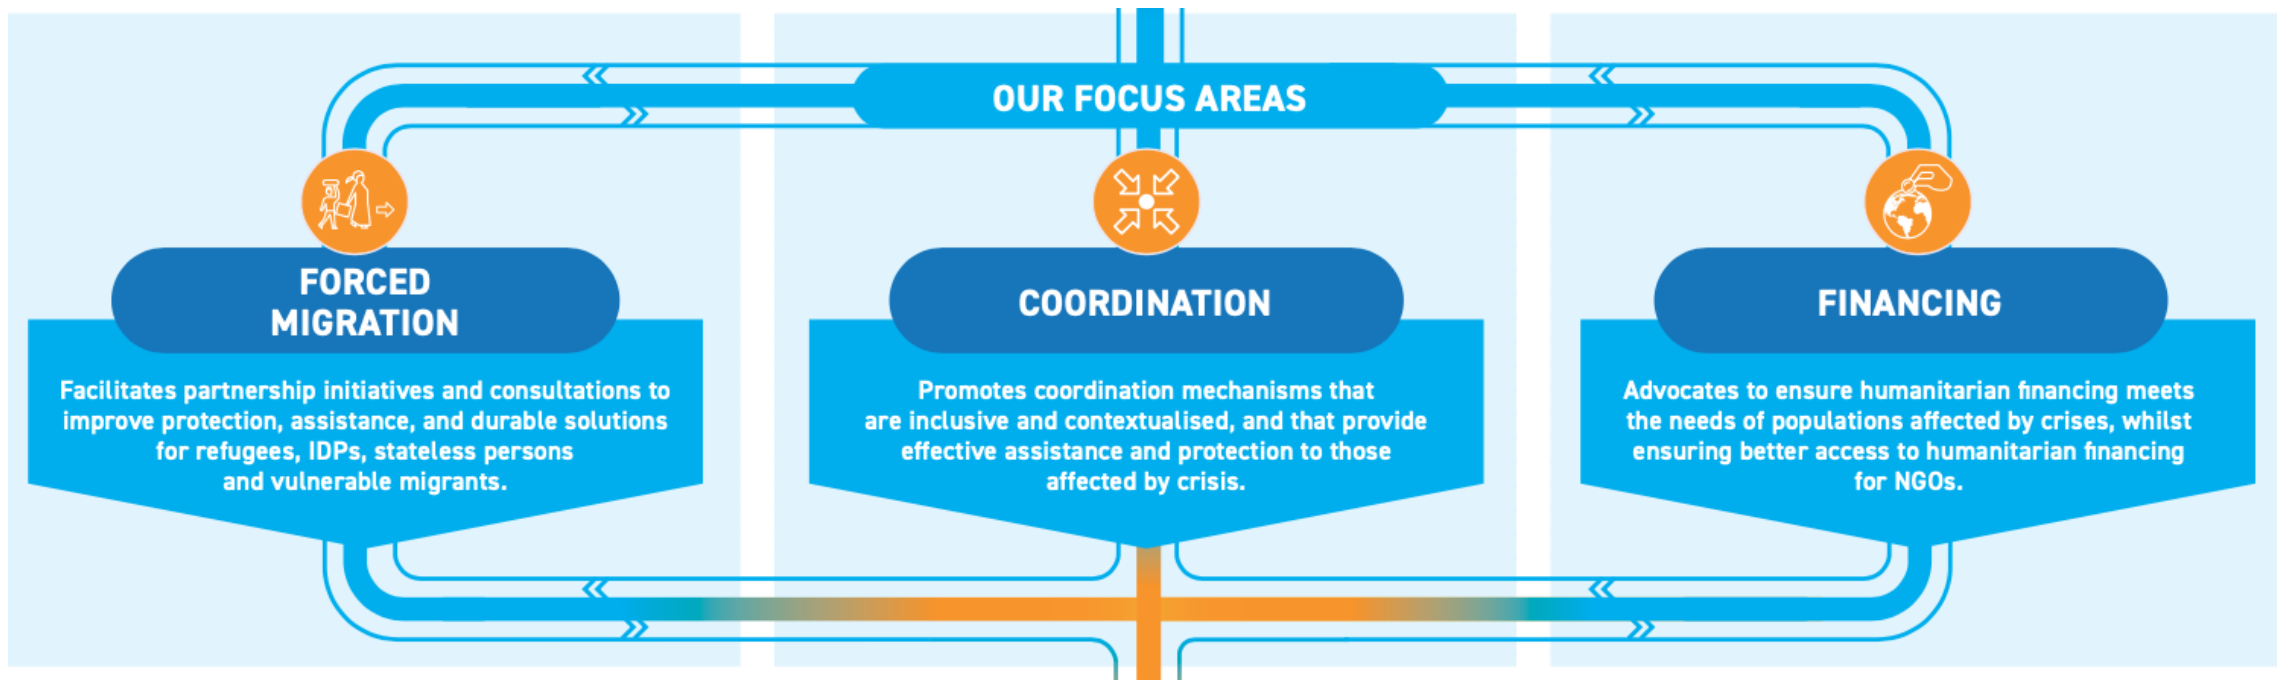 OUR FOCUS AREAS
FORCED
MIGRATION
Facilitates partnership initiatives and consultations to
improve protection, assistance, and durable solutions
for refugees, IDPs, stateless persons
and vulnerable migrants.
COORDINATION
Promotes coordination mechanisms that
are inclusive and contextualised, and that provide
effective assistance and protection to those
affected by crisis.
FINANCING
Advocates to ensure humanitarian financing meets
the needs of populations affected by crises, whilst
ensuring better access to humanitarian financing
for NGOs.